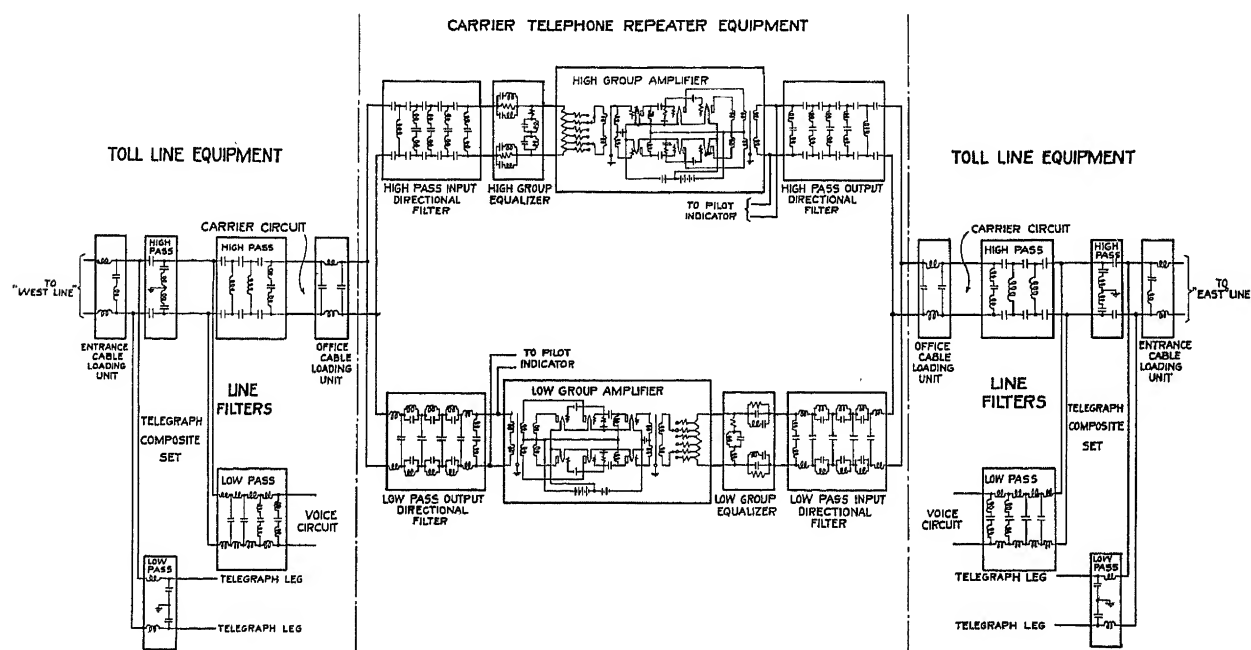 CARRIER TELEPHONE REPEATER EQUIPMENT
HIGH GROUP AMPLIFIER
TOLL LINE EQUIPMENT
HIGH PASS INPUT
DIRECTIONAL
FILTER
HIGH GROUP
EQUALIZER
TO PILOT
INDICATOR
HIGH PASS OUTPUT
DIRECTIONAL
FILTER
TOLL LINE EQUIPMENT
CARRIER CIRCUIT
HIGH
PASS
HIGH PASS
TO
"WEST LINE"
ENTRANCE
CABLE
LOADING
UNIT
OFFICE
CABLE
LOADING
UNIT
LINE
FILTERS
TELEGRAPH
COMPOSITE
SET
CARRIER CIRCUIT
HIGH PASS
HIGH
PASS
TO
"EAST" LINE
OFFICE
CABLE
LOADING
UNIT
ENTRANCE
CABLE
LOADING
UNIT
LINE
FILTERS
TELEGRAPH
COMPOSITE
SET
TO PILOT
INDICATOR
LOW GROUP AMPLIFIER
LOW PASS OUTPUT
DIRECTIONAL
FILTER
LOW GROUP
EQUALIZER
LOW PASS INPUT
DIRECTIONAL
FILTER
LOW PASS
VOICE
CIRCUIT
LOW
PASS
TELEGRAPH LEG
TELEGRAPH LEG
LOW PASS
VOICE
CIRCUIT
LOW
PASS
TELEGRAPH LEG
TELEGRAPH LEG